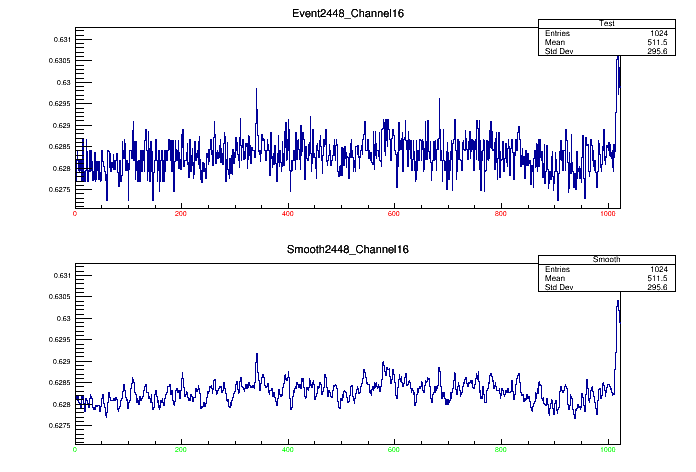 Event2448_Channel16
Test
Entries 1024
Mean 511.5
Std Dev 295.6
0.631
0.6305
0.63
0.6295
0.629
0.6285
0.628
0.6275
0 200 400 600 800 1000
Smooth2448_Channel16
Smooth
Entries 1024
Mean 511.5
Std Dev 295.6
0.631
0.6305
0.63
0.6295
0.629
0.6285
0.628
0.6275
0 200 400 600 800 1000